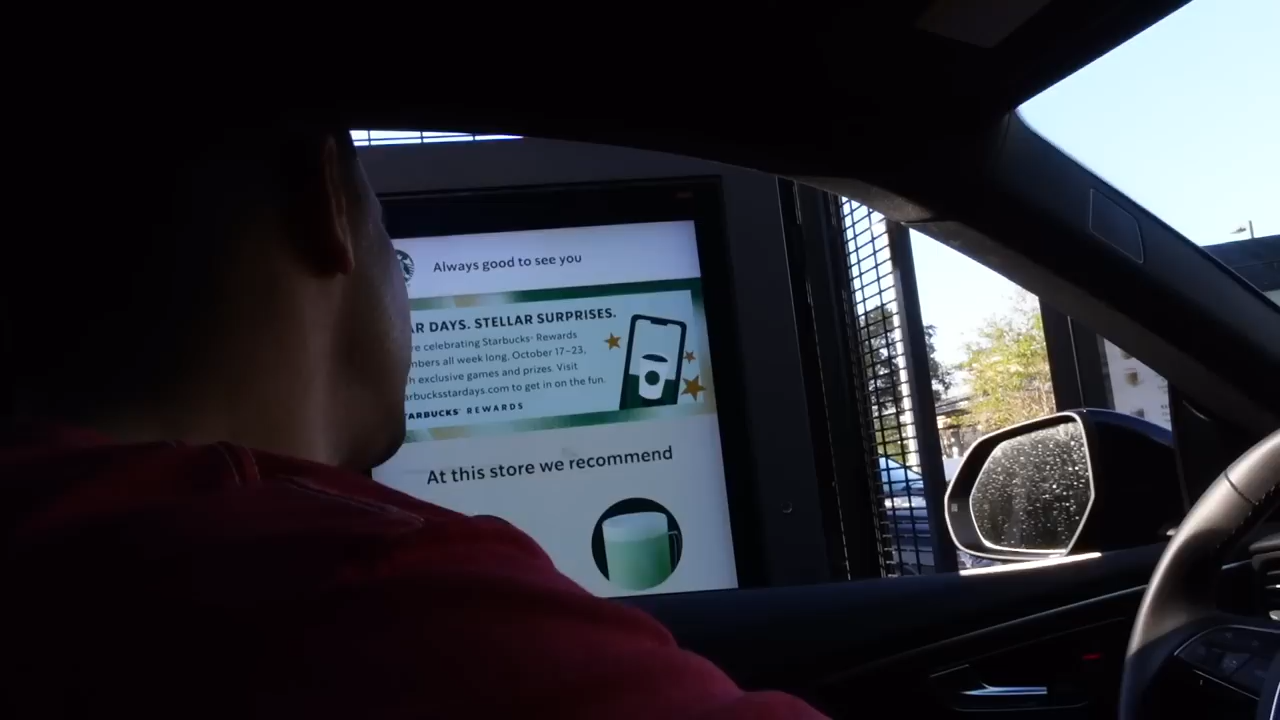 Always good to see you
AR DAYS. STELLAR SURPRISES.
re celebrating Starbucks® Rewards
mbers all week long, October 17–23,
h exclusive games and prizes. Visit
arbucksstardays.com to get in on the fun.
TARBUCKS® REWARDS
At this store we recommend